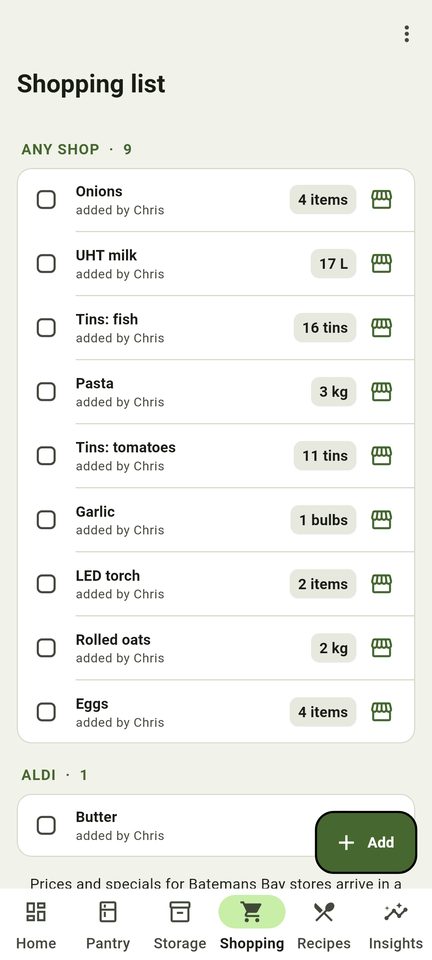 Shopping list
ANY SHOP · 9
Onions
added by Chris
4 items
UHT milk
added by Chris
17 L
Tins: fish
added by Chris
16 tins
Pasta
added by Chris
3 kg
Tins: tomatoes
added by Chris
11 tins
Garlic
added by Chris
1 bulbs
LED torch
added by Chris
2 items
Rolled oats
added by Chris
2 kg
Eggs
added by Chris
4 items
ALDI · 1
Butter
added by Chris
+ Add
Prices and specials for Batemans Bay stores arrive in a
Home
Pantry
Storage
Shopping
Recipes
Insights